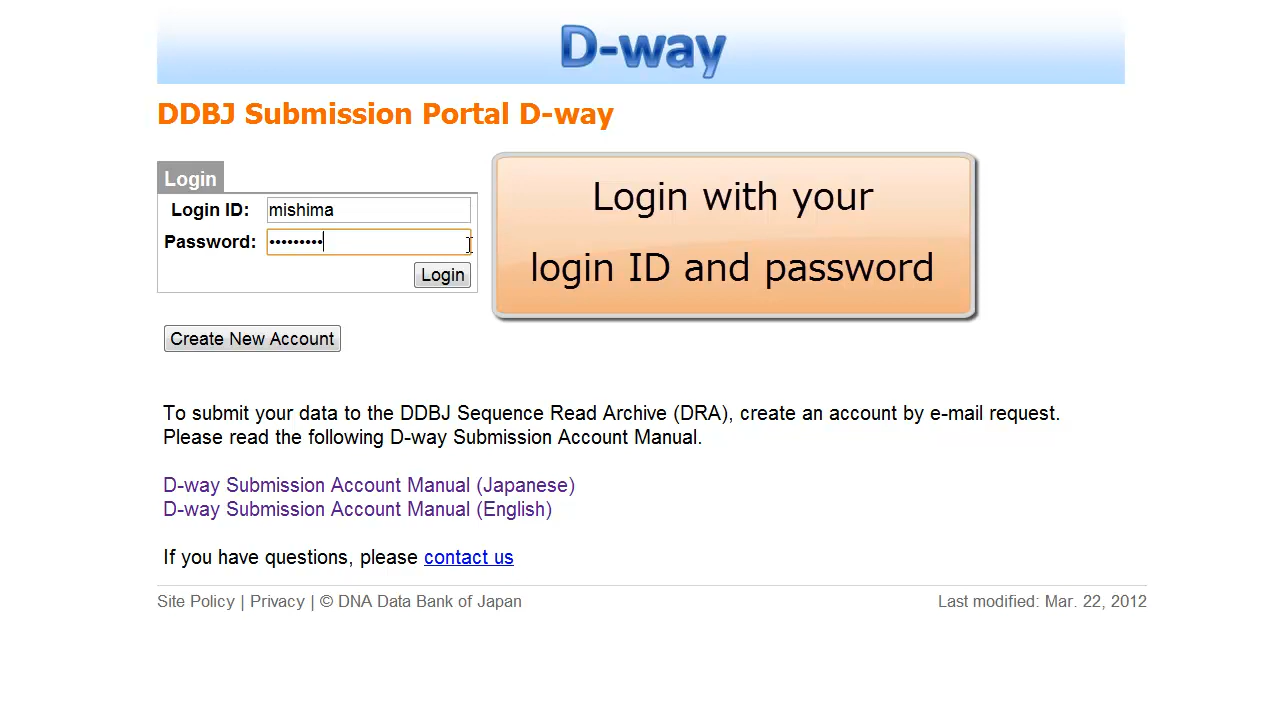 D-way
DDBJ Submission Portal D-way
Login
Login ID: mishima
Password: •••••••••
Login
Login with your
login ID and password
Create New Account
To submit your data to the DDBJ Sequence Read Archive (DRA), create an account by e-mail request.
Please read the following D-way Submission Account Manual.
D-way Submission Account Manual (Japanese)
D-way Submission Account Manual (English)
If you have questions, please contact us
Site Policy | Privacy | © DNA Data Bank of Japan
Last modified: Mar. 22, 2012